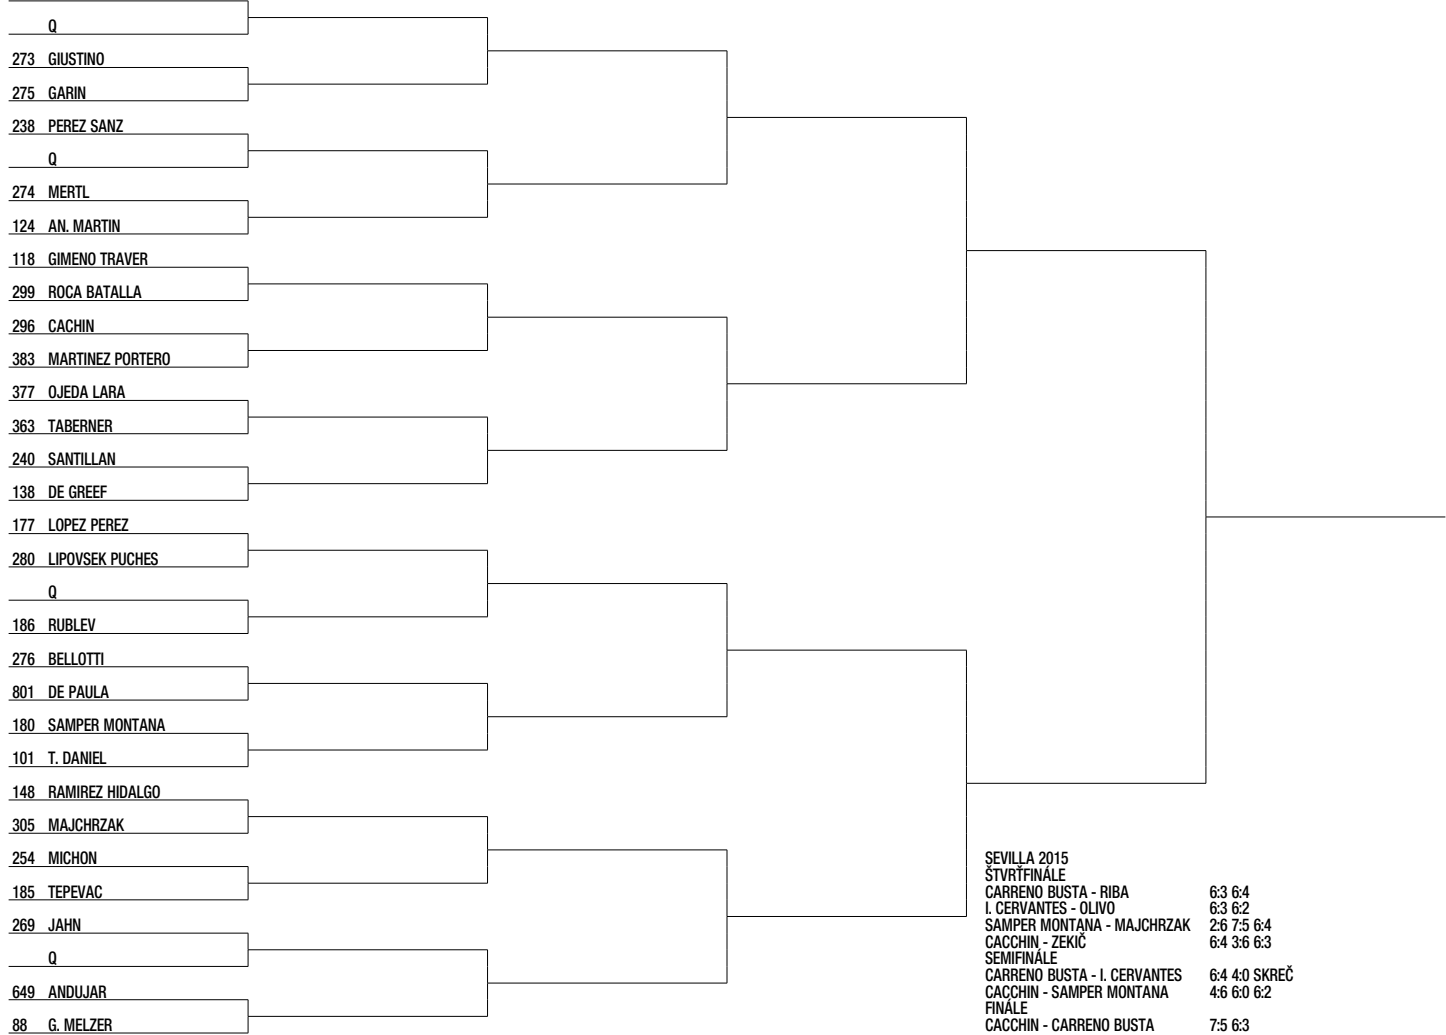 Q
273 GIUSTINO
275 GARIN
238 PEREZ SANZ
Q
274 MERTL
124 AN. MARTIN
118 GIMENO TRAVER
299 ROCA BATALLA
296 CACHIN
383 MARTINEZ PORTERO
377 OJEDA LARA
363 TABERNER
240 SANTILLAN
138 DE GREEF
177 LOPEZ PEREZ
280 LIPOVSEK PUCHES
Q
186 RUBLEV
276 BELLOTTI
801 DE PAULA
180 SAMPER MONTANA
101 T. DANIEL
148 RAMIREZ HIDALGO
305 MAJCHRZAK
254 MICHON
185 TEPEVAC
269 JAHN
Q
649 ANDUJAR
88 G. MELZER
SEVILLA 2015
ŠTVRŤFINÁLE
CARRENO BUSTA - RIBA 6:3 6:4
I. CERVANTES - OLIVO 6:3 6:2
SAMPER MONTANA - MAJCHRZAK 2:6 7:5 6:4
CACCHIN - ZEKIČ 6:4 3:6 6:3
SEMIFINÁLE
CARRENO BUSTA - I. CERVANTES 6:4 4:0 SKREČ
CACCHIN - SAMPER MONTANA 4:6 6:0 6:2
FINÁLE
CACCHIN - CARRENO BUSTA 7:5 6:3